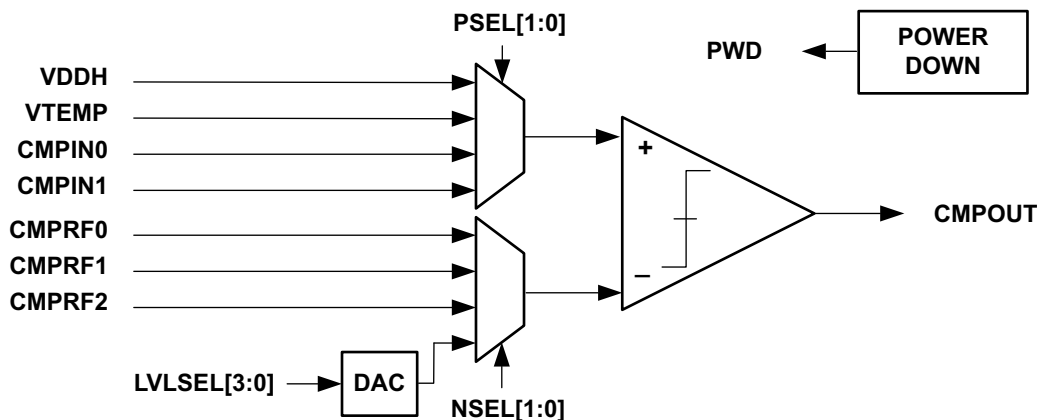 PSEL[1:0]
PWD
POWER
DOWN
VDDH
VTEMP
CMPIN0
CMPIN1
+
CMPOUT
CMPRF0
CMPRF1
CMPRF2
–
LVLSEL[3:0]
DAC
NSEL[1:0]